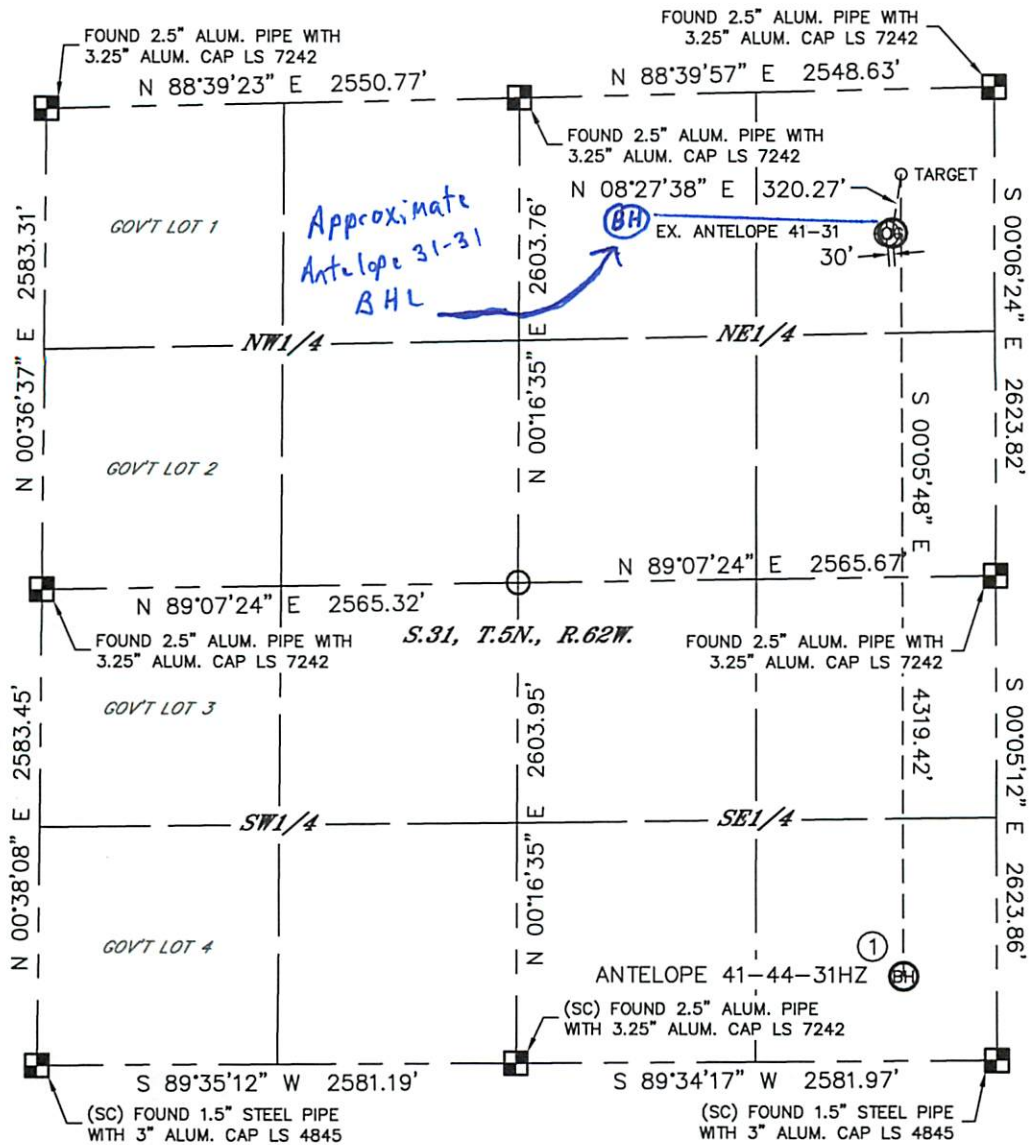 FOUND 2.5" ALUM. PIPE WITH
3.25" ALUM. CAP LS 7242
FOUND 2.5" ALUM. PIPE WITH
3.25" ALUM. CAP LS 7242
N 88°39'23" E 2550.77'
N 88°39'57" E 2548.63'
FOUND 2.5" ALUM. PIPE WITH
3.25" ALUM. CAP LS 7242
TARGET
N 08°27'38" E 320.27'
GOV'T LOT 1
Approximate
Antelope 31-31
BHL
BH
EX. ANTELOPE 41-31
30'
N 00°36'37" E 2583.31'
N 00°16'35" E 2603.76'
S 00°06'24" E 2623.82'
NW1/4
NE1/4
S 00°05'48" E 4319.42'
GOV'T LOT 2
N 89°07'24" E 2565.67'
N 89°07'24" E 2565.32'
S.31, T.5N., R.62W.
FOUND 2.5" ALUM. PIPE WITH
3.25" ALUM. CAP LS 7242
FOUND 2.5" ALUM. PIPE WITH
3.25" ALUM. CAP LS 7242
GOV'T LOT 3
N 00°38'08" E 2583.45'
N 00°16'35" E 2603.95'
S 00°05'12" E 2623.86'
SW1/4
SE1/4
GOV'T LOT 4
1
ANTELOPE 41-44-31HZ
BH
(SC) FOUND 2.5" ALUM. PIPE
WITH 3.25" ALUM. CAP LS 7242
S 89°35'12" W 2581.19'
S 89°34'17" W 2581.97'
(SC) FOUND 1.5" STEEL PIPE
WITH 3" ALUM. CAP LS 4845
(SC) FOUND 1.5" STEEL PIPE
WITH 3" ALUM. CAP LS 4845